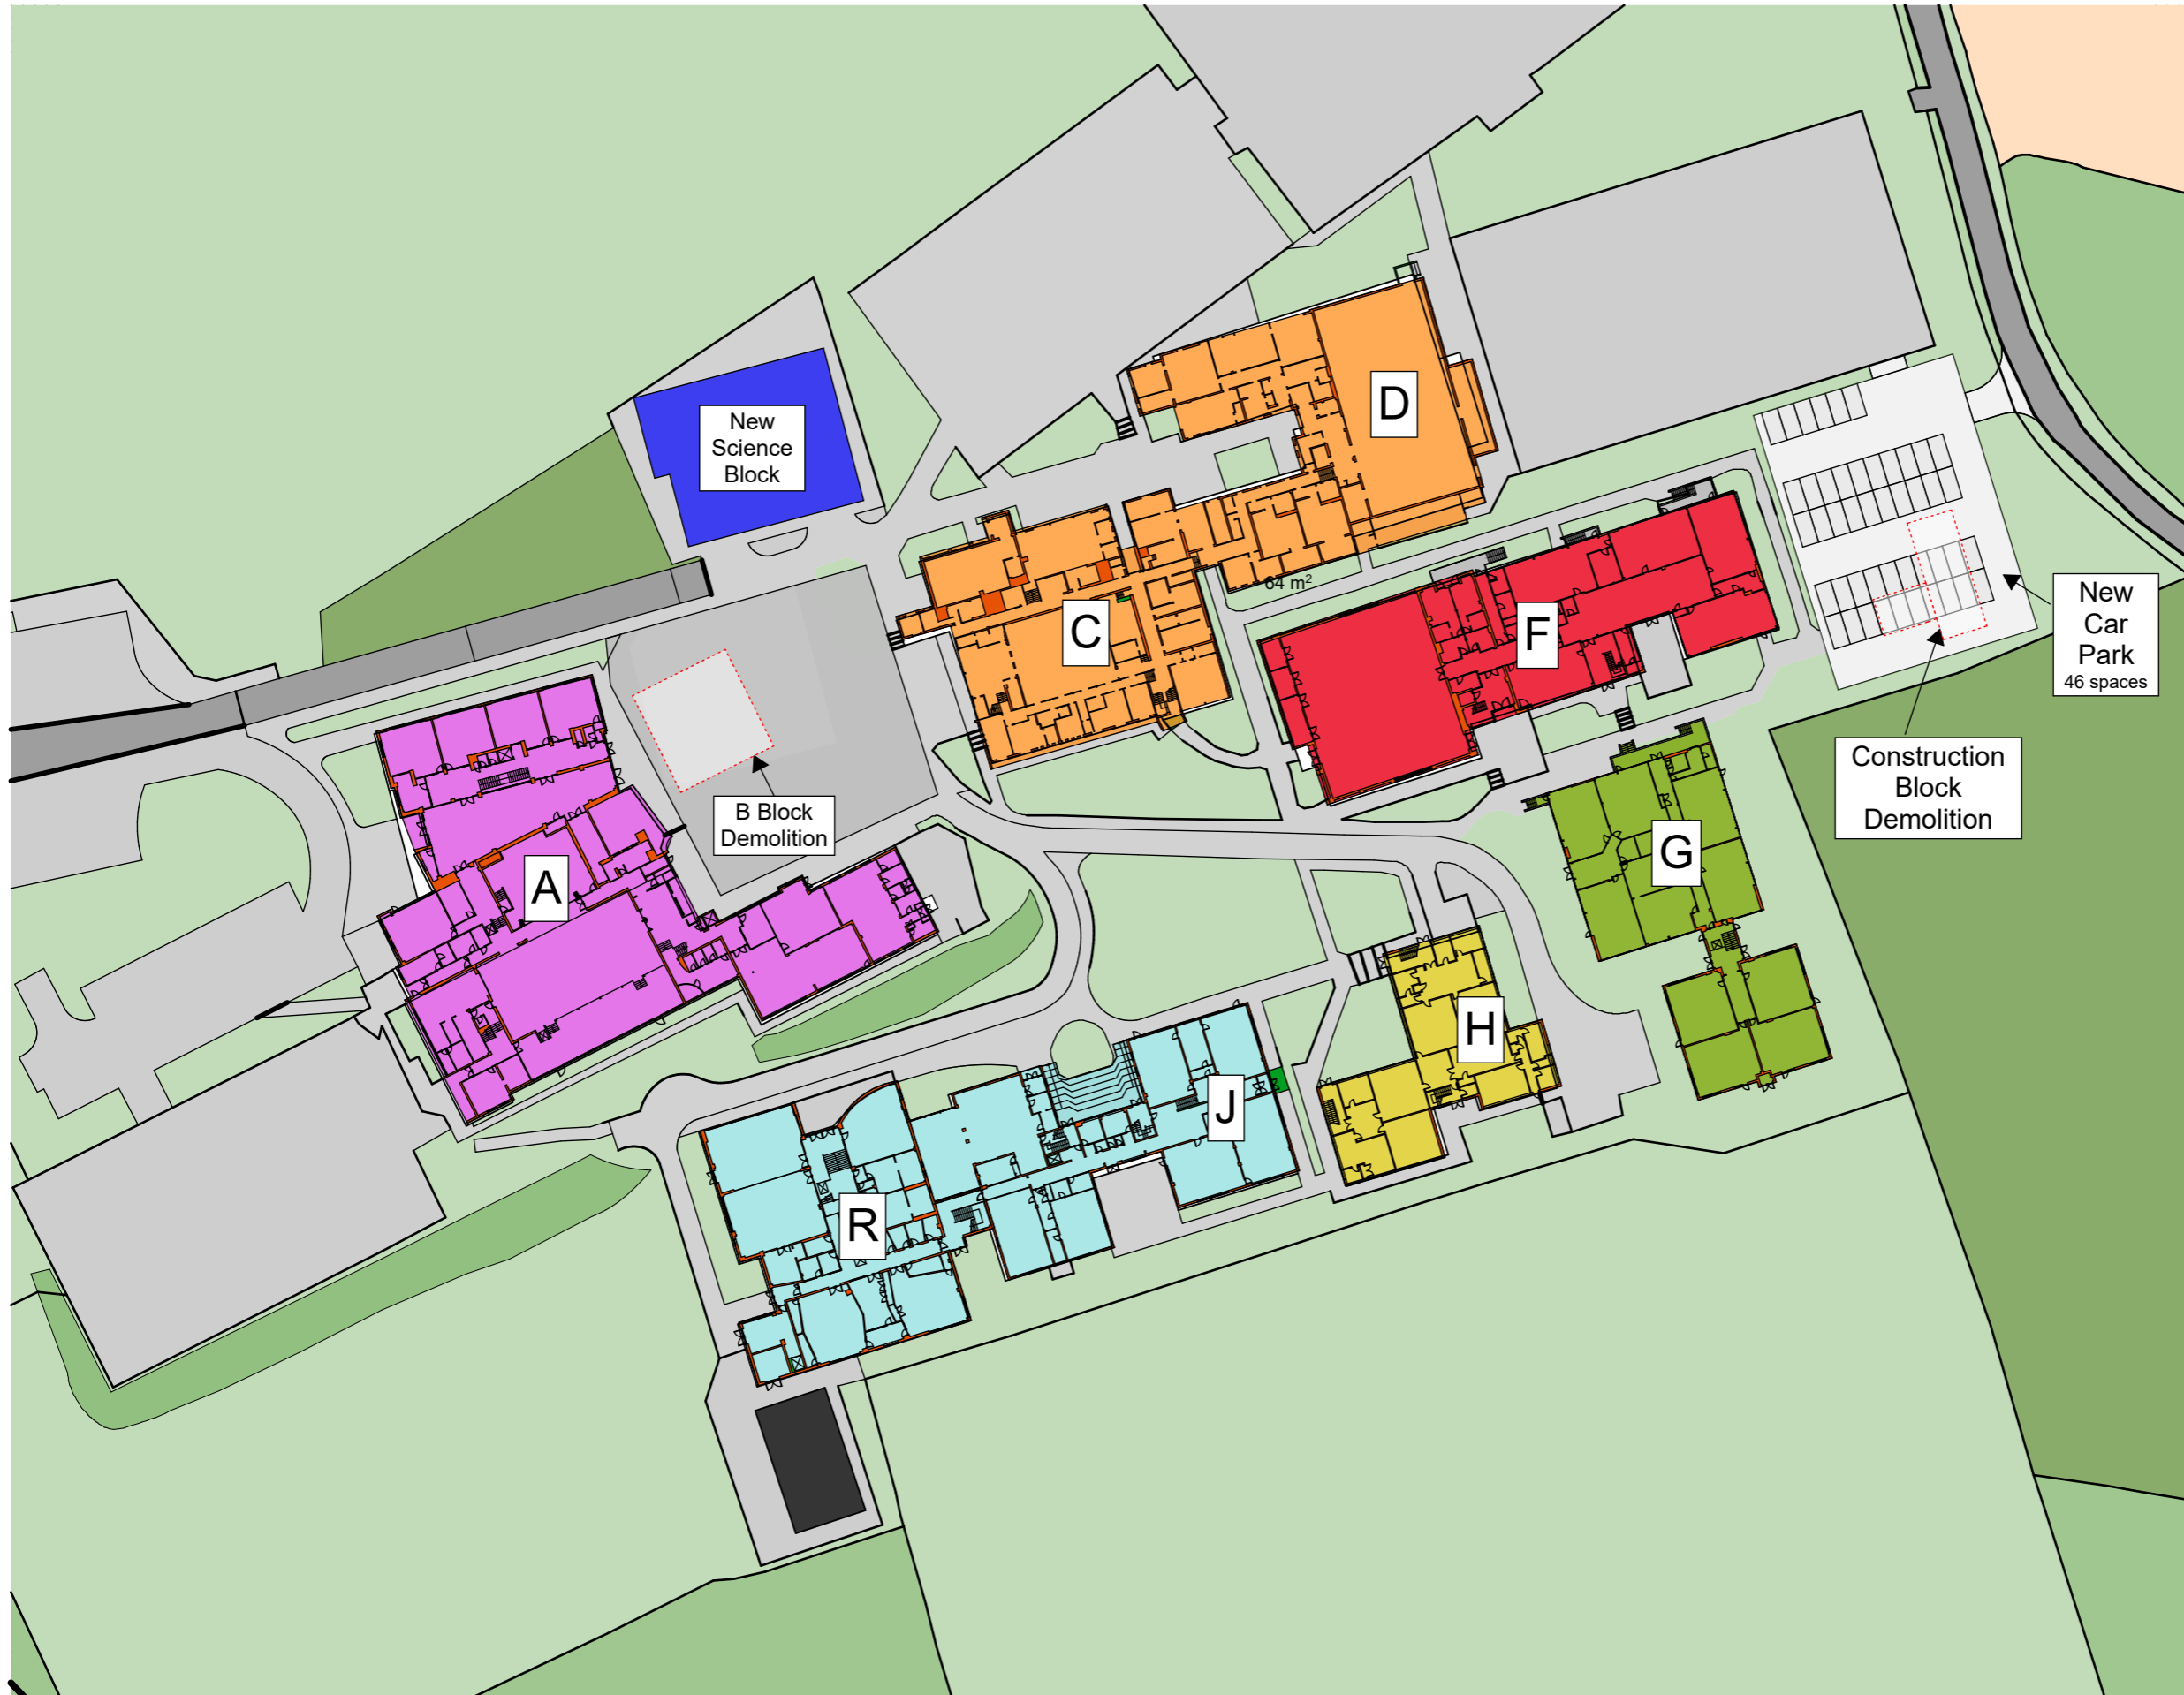 D
New
Science
Block
64 m²
New
Car
Park
46 spaces
C
F
Construction
Block
Demolition
B Block
Demolition
G
A
H
J
R